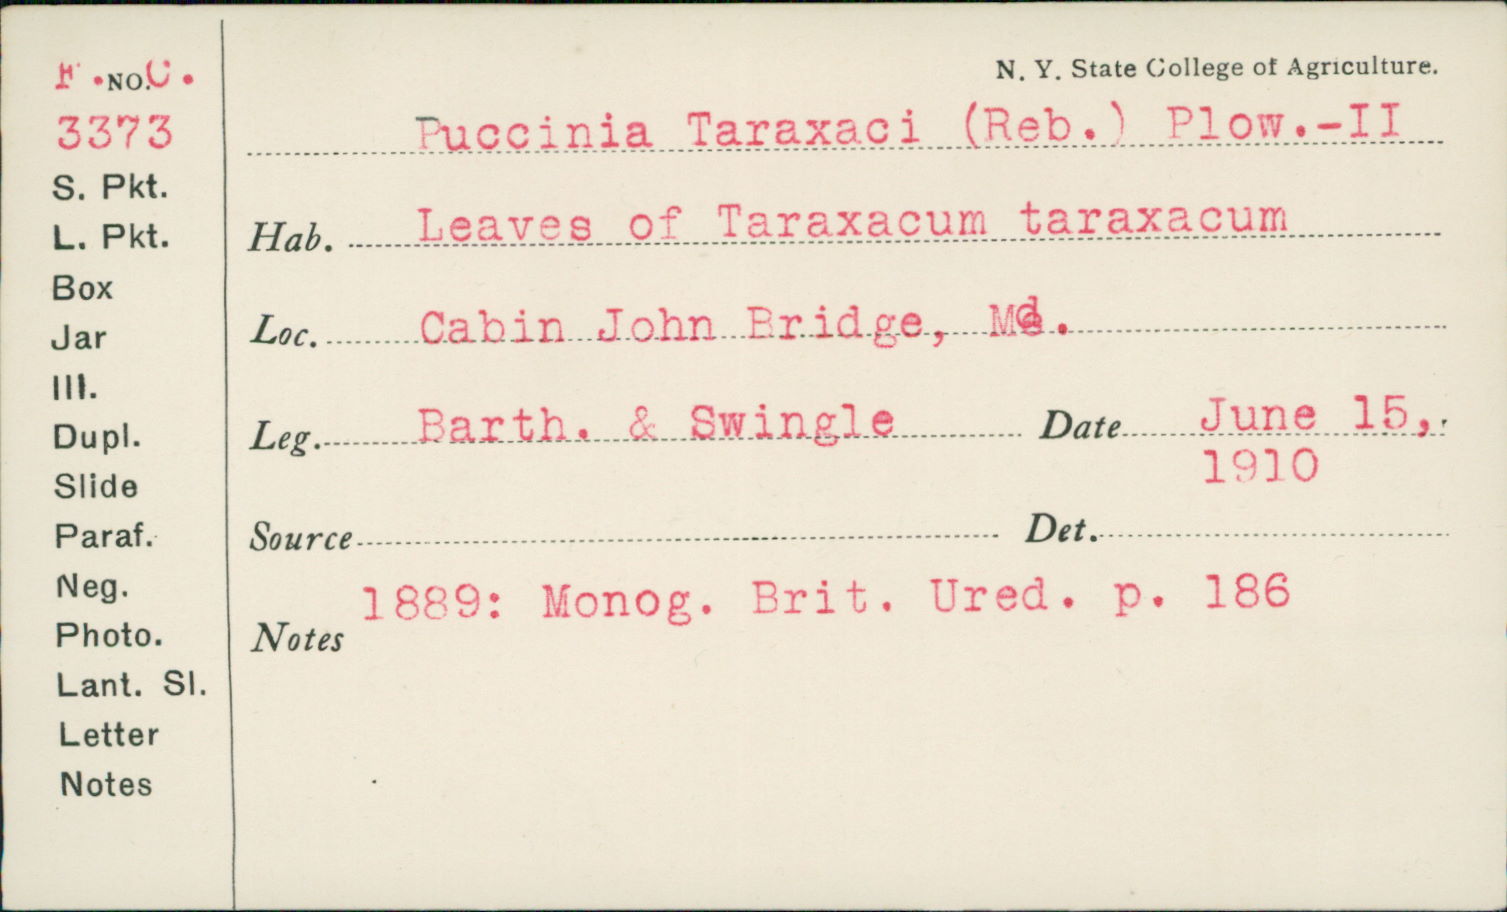 F. NO. C.
3373
S. Pkt.
L. Pkt.
Box
Jar
Ill.
Dupl.
Slide
Paraf.
Neg.
Photo.
Lant. Sl.
Letter
Notes
N. Y. State College of Agriculture.
Puccinia Taraxaci (Reb.) Plow.-II
Hab. Leaves of Taraxacum taraxacum
Loc. Cabin John Bridge, Md.
Leg. Barth. & Swingle Date June 15,
1910
Source Det.
1889: Monog. Brit. Ured. p. 186
Notes